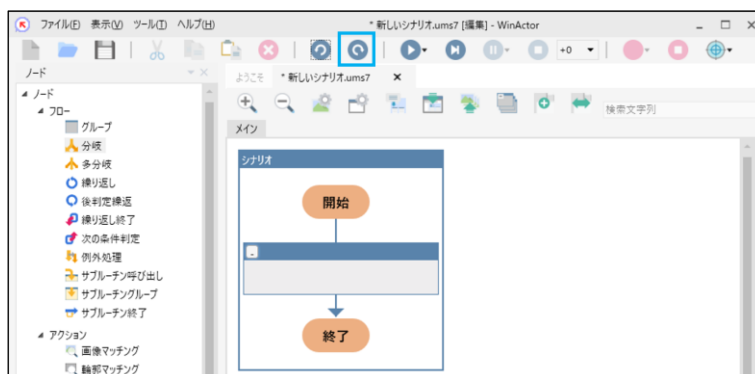 ファイル(F) 表示(V) ツール(T) ヘルプ(H)
* 新しいシナリオ.ums7 [編集] - WinActor
+0
ノード
ようこそ
* 新しいシナリオ.ums7
検索文字列
メイン
ノード
フロー
グループ
分岐
多分岐
繰り返し
後判定繰返
繰り返し終了
次の条件判定
例外処理
サブルーチン呼び出し
サブルーチングループ
サブルーチン終了
アクション
画像マッチング
輪郭マッチング
シナリオ
開始
終了